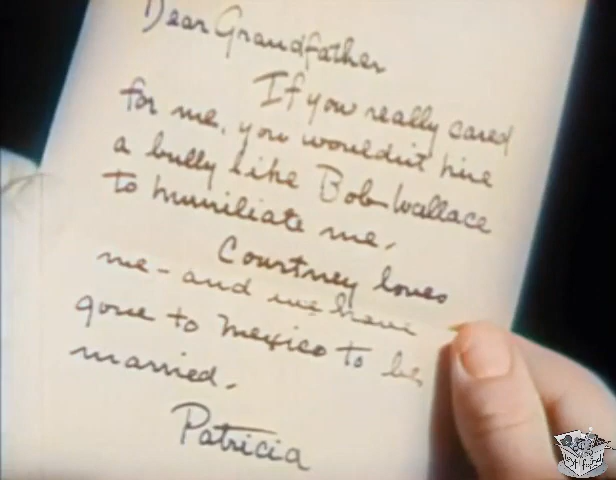 Dear Grandfather
If you really cared
for me, you wouldn't hire
a bully like Bob Wallace
to humiliate me.
Courtney loves
me - and we have
gone to Mexico to be
married.
Patricia